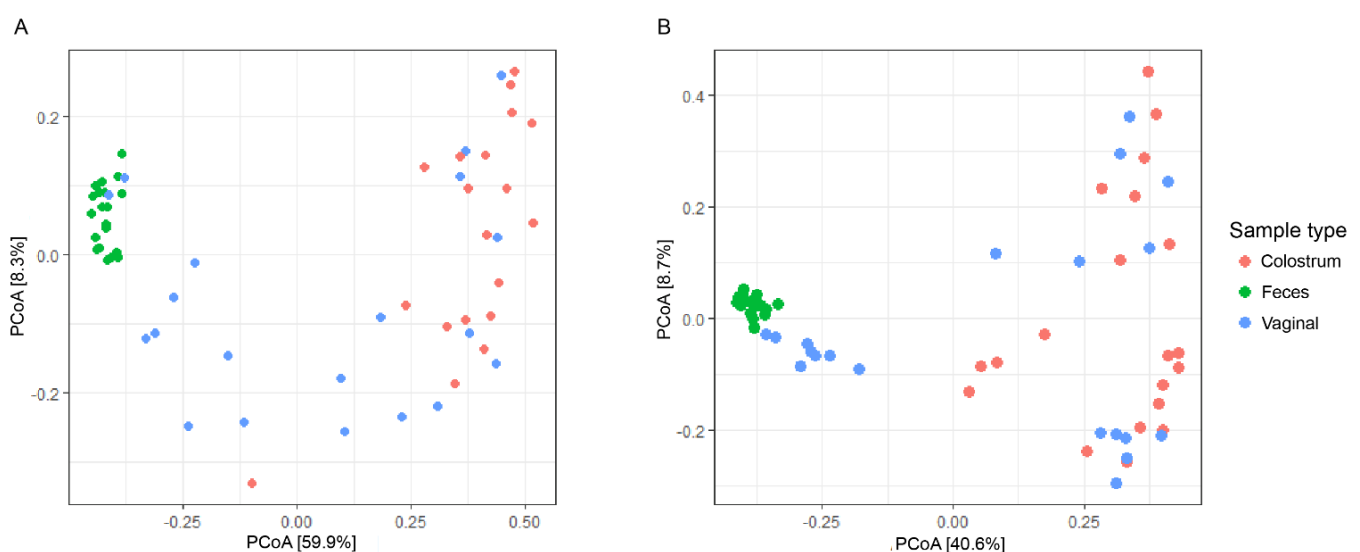 A
0.2
0.0
-0.2
-0.25
0.00
0.25
0.50
PCoA [8.3%]
PCoA [59.9%]
B
0.4
0.2
0.0
-0.2
-0.25
0.00
0.25
PCoA [8.7%]
PCoA [40.6%]
Sample type
Colostrum
Feces
Vaginal